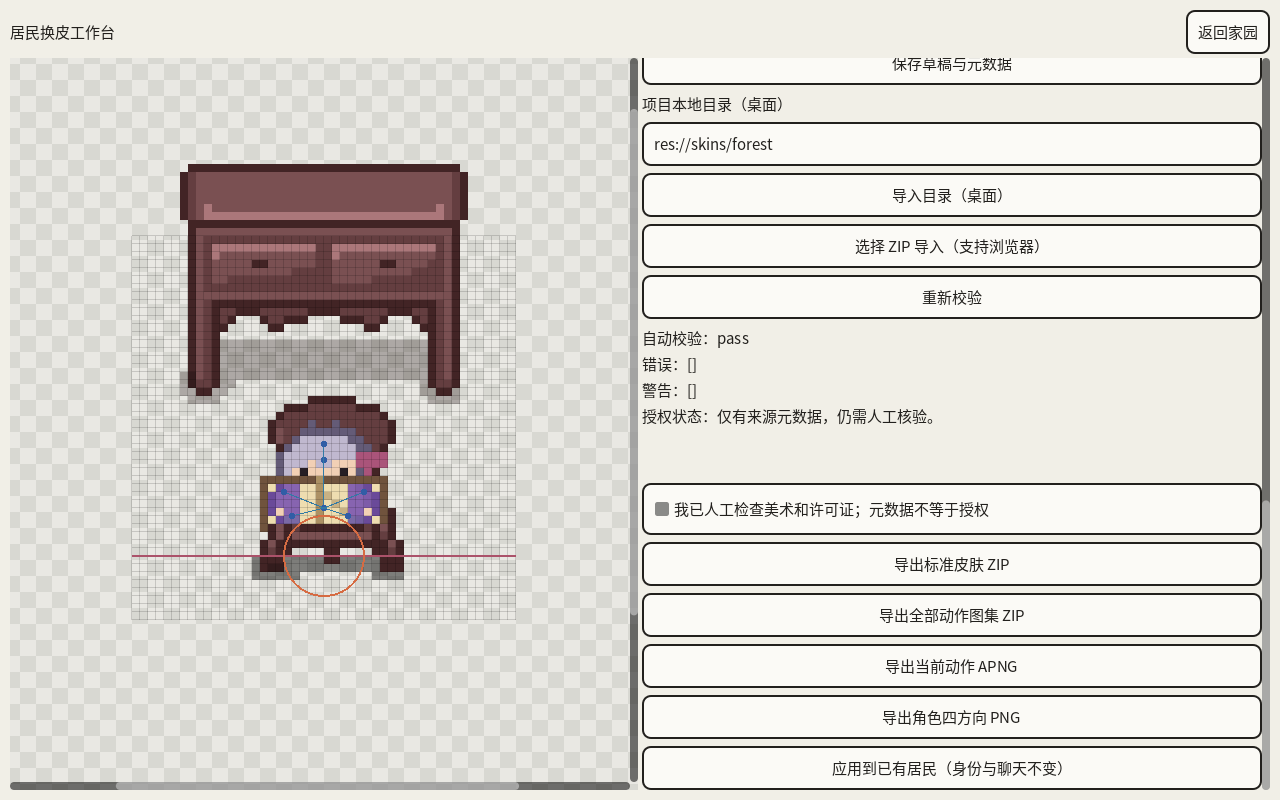 居民换皮工作台
返回家园
保存草稿与元数据
项目本地目录（桌面）
res://skins/forest
导入目录（桌面）
选择 ZIP 导入（支持浏览器）
重新校验
自动校验：pass
错误：[]
警告：[]
授权状态：仅有来源元数据，仍需人工核验。
我已人工检查美术和许可证；元数据不等于授权
导出标准皮肤 ZIP
导出全部动作图集 ZIP
导出当前动作 APNG
导出角色四方向 PNG
应用到已有居民（身份与聊天不变）